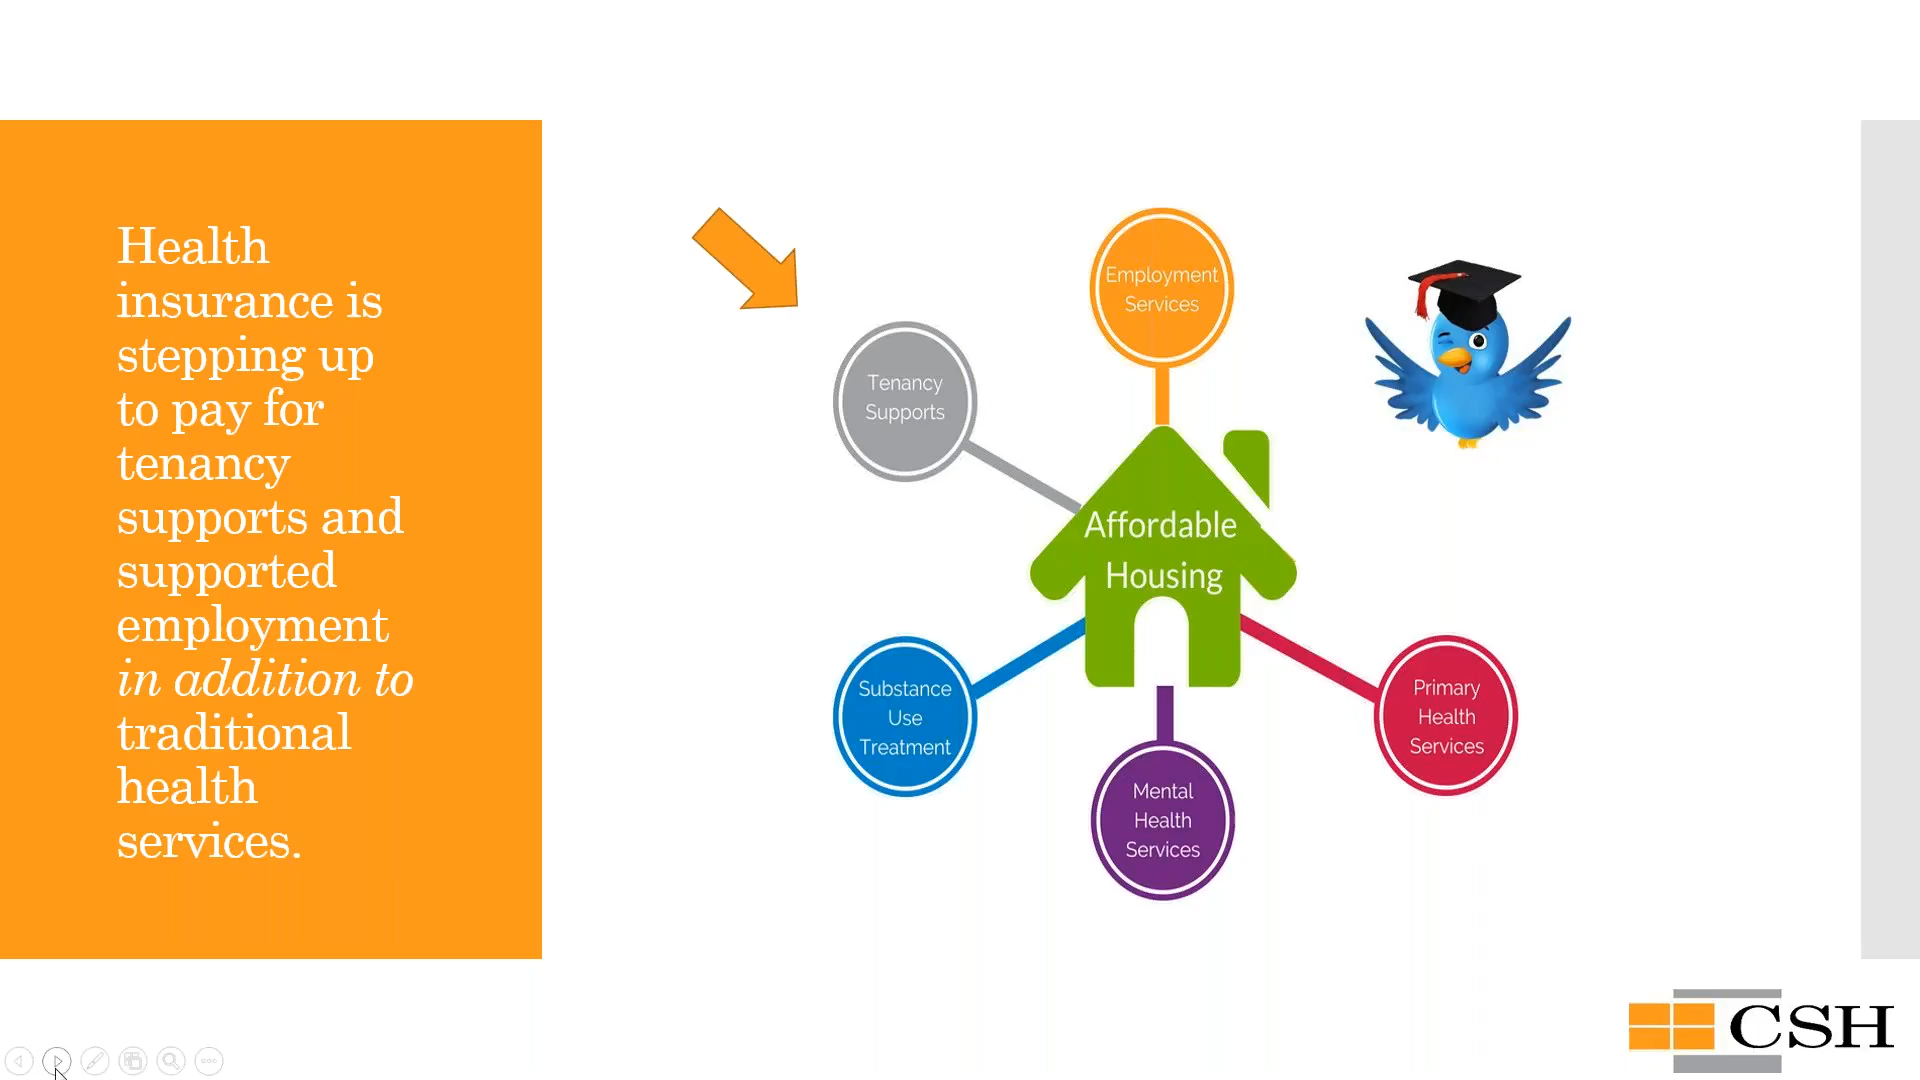 Health
insurance is
stepping up
to pay for
tenancy
supports and
supported
employment
in addition to
traditional
health
services.
Employment
Services
Tenancy
Supports
Affordable
Housing
Substance
Use
Treatment
Primary
Health
Services
Mental
Health
Services
CSH